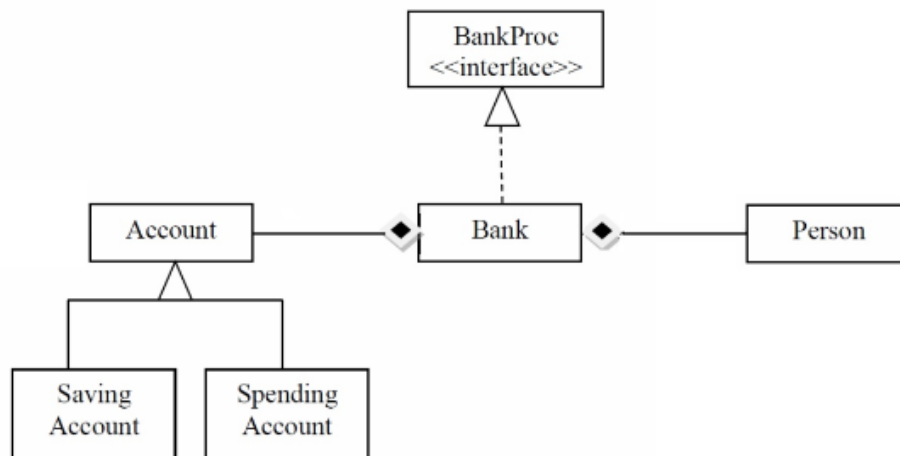 BankProc
<<interface>>
Account
Bank
Person
Saving
Account
Spending
Account